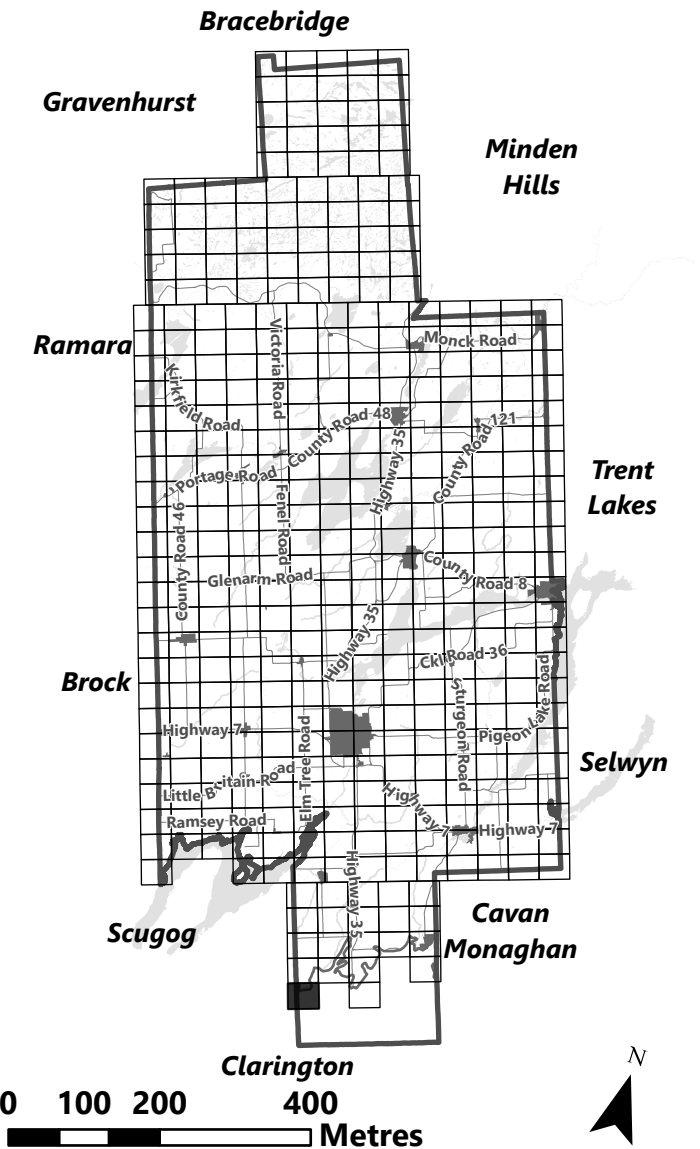 Bracebridge
Gravenhurst
Minden
Hills
Ramara
Monck Road
Victoria Road
Kirkfield Road
County Road 48
County Road 121
Highway 35
Portage Road
Trent
Lakes
Fenel Road
County Road 46
Glenarm Road
County Road 8
Highway 35
Ckl Road 36
Brock
Sturgeon Road
Pigeon Lake Road
Highway 7
Elm Tree Road
Selwyn
Little Britain Road
Highway 7
Ramsey Road
Highway 7
Highway 35
Scugog
Cavan
Monaghan
Clarington
N
0 100 200 400
Metres